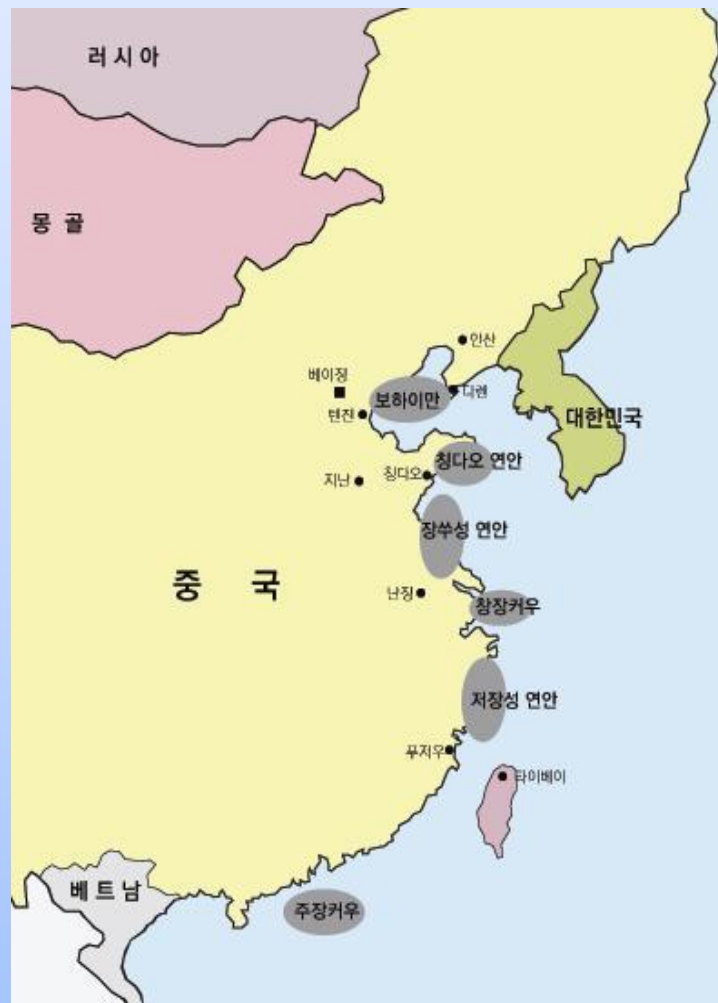 러시아
몽골
안산
베이징
보하이만
다롄
텐진
대한민국
칭다오 연안
지난
칭다오
장쑤성 연안
중국
난징
창장커우
저장성 연안
푸저우
타이베이
베트남
주장커우